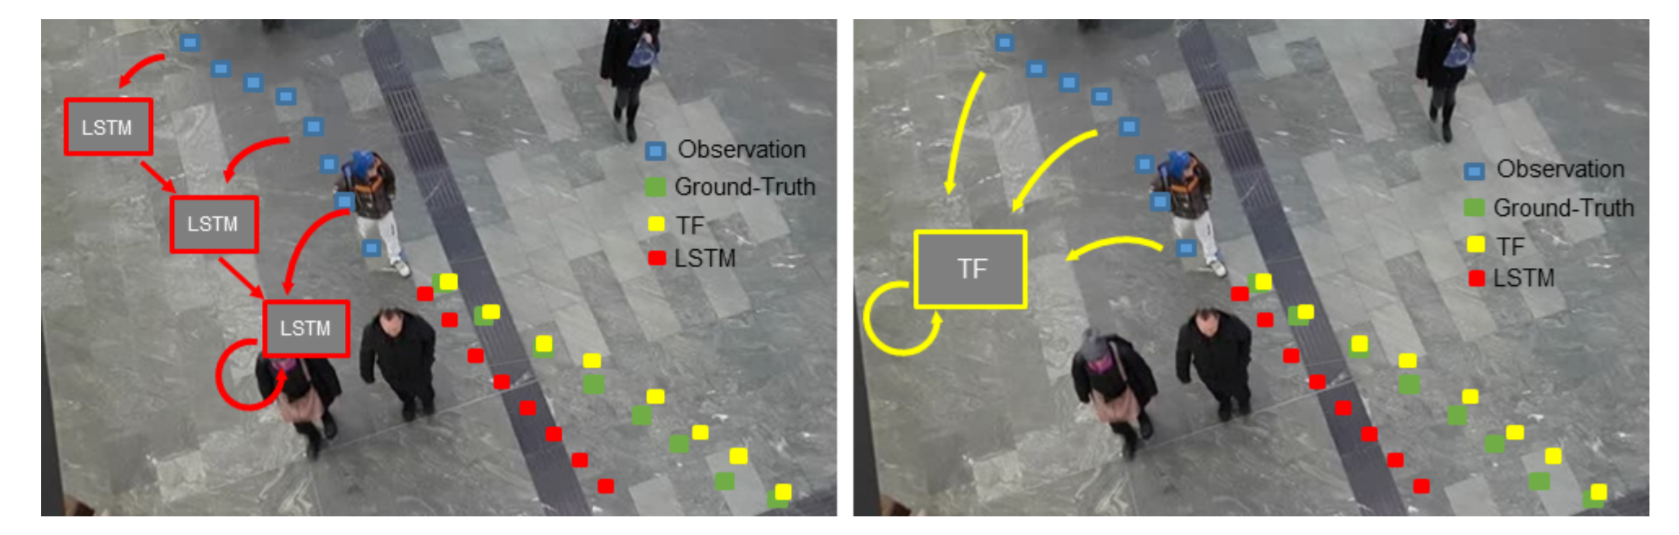 LSTM
LSTM
LSTM
Observation
Ground-Truth
TF
LSTM
TF
Observation
Ground-Truth
TF
LSTM